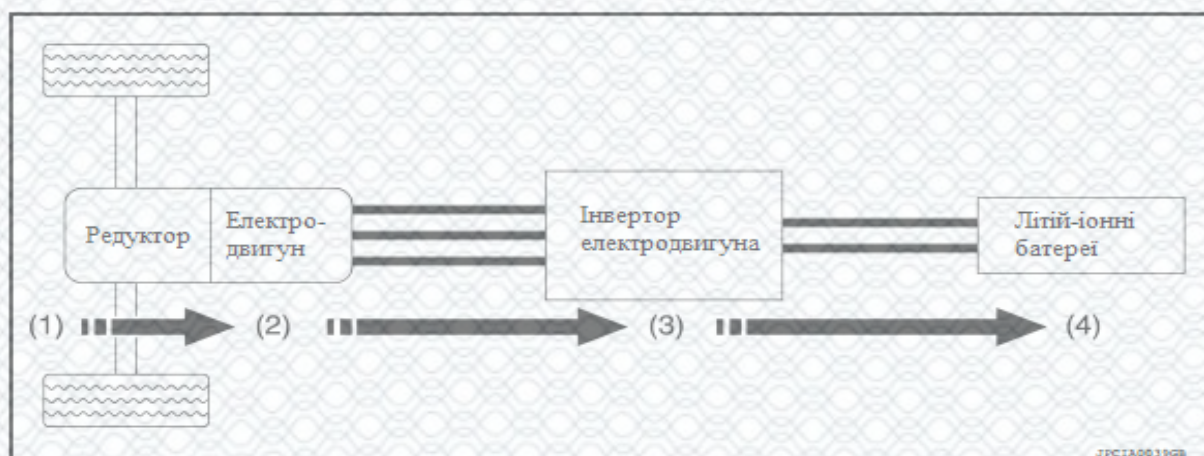 Редуктор
Електро-
двигун
Інвертор
електродвигуна
Літій-іонні
батереї
(1)
(2)
(3)
(4)